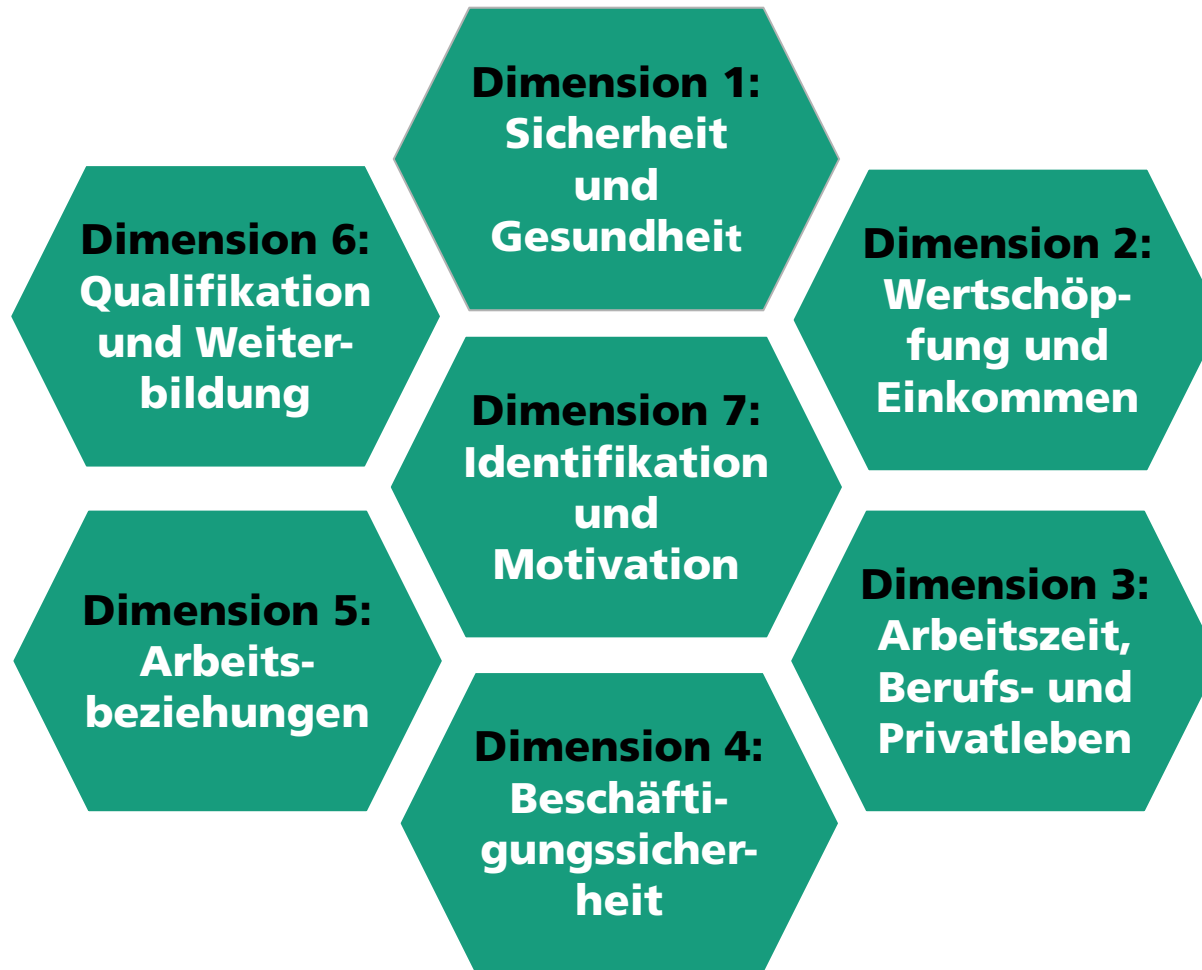 Dimension 1:
Sicherheit
und
Gesundheit
Dimension 2:
Wertschöp-
fung und
Einkommen
Dimension 3:
Arbeitszeit,
Berufs- und
Privatleben
Dimension 4:
Beschäfti-
gungssicher-
heit
Dimension 5:
Arbeits-
beziehungen
Dimension 6:
Qualifikation
und Weiter-
bildung
Dimension 7:
Identifikation
und
Motivation